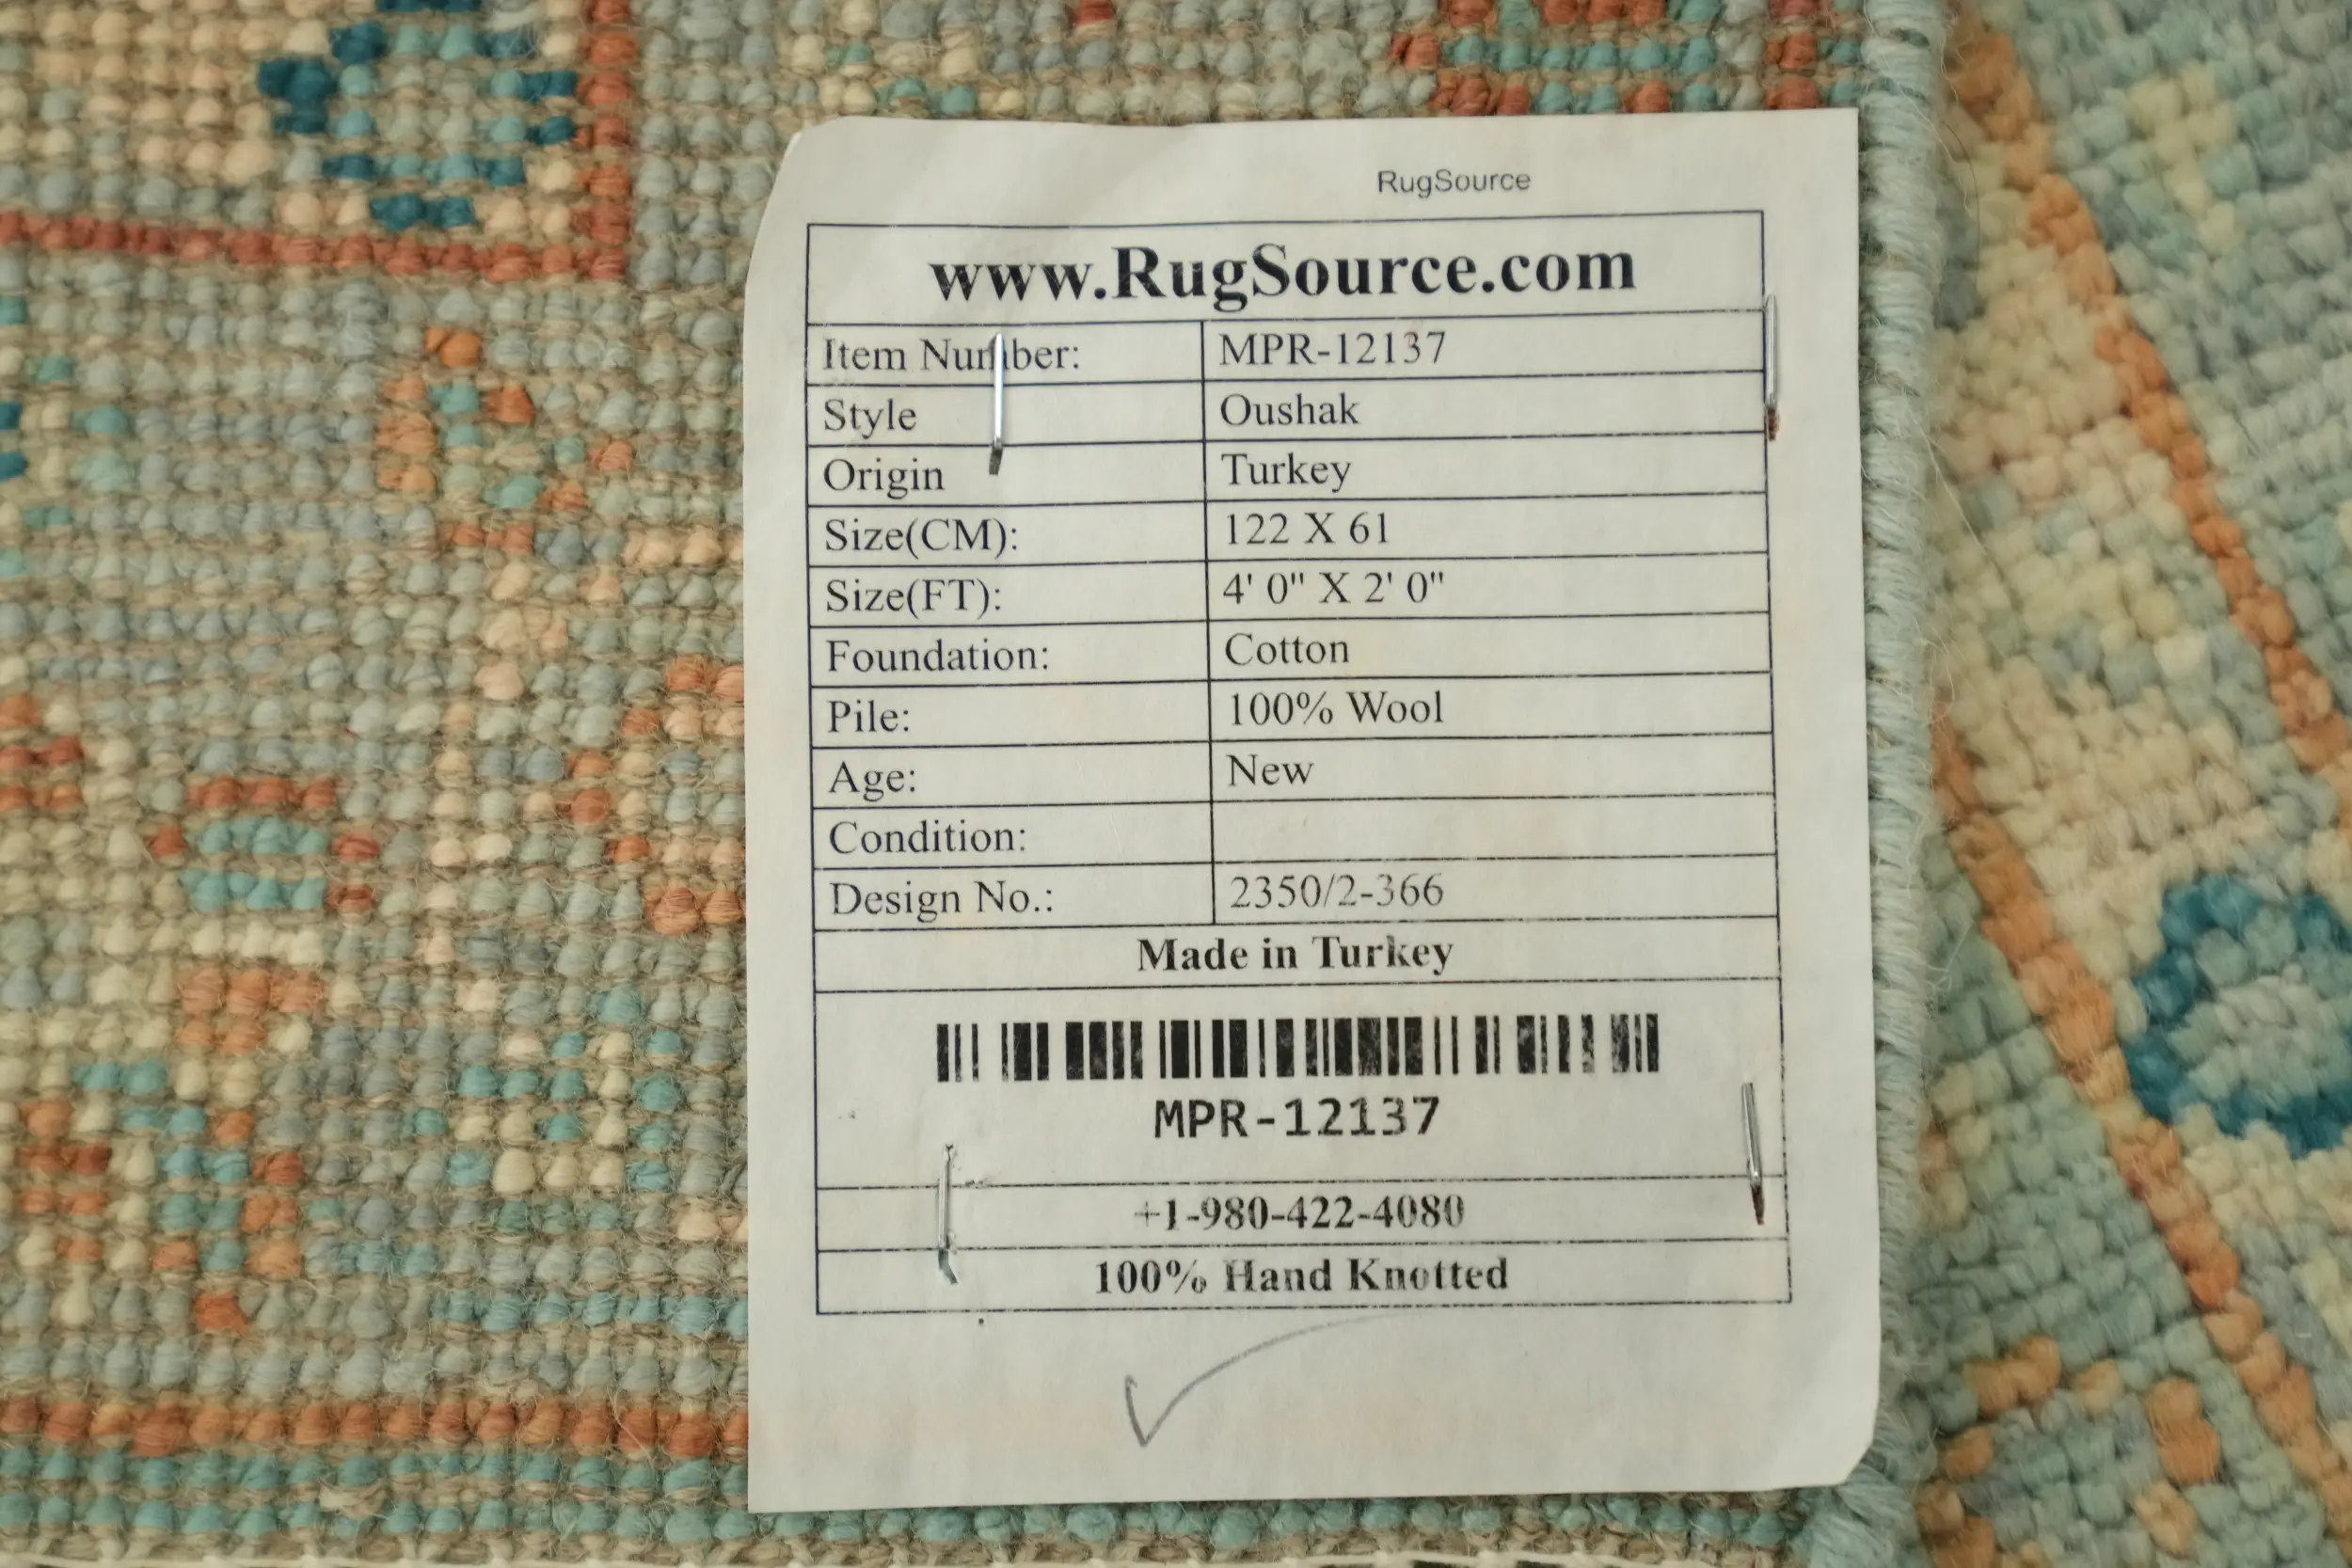 RugSource
www.RugSource.com
Item Number: MPR-12137
Style Oushak
Origin Turkey
Size(CM): 122 X 61
Size(FT): 4' 0" X 2' 0"
Foundation: Cotton
Pile: 100% Wool
Age: New
Condition:
Design No.: 2350/2-366
Made in Turkey
MPR-12137
+1-980-422-4080
100% Hand Knotted